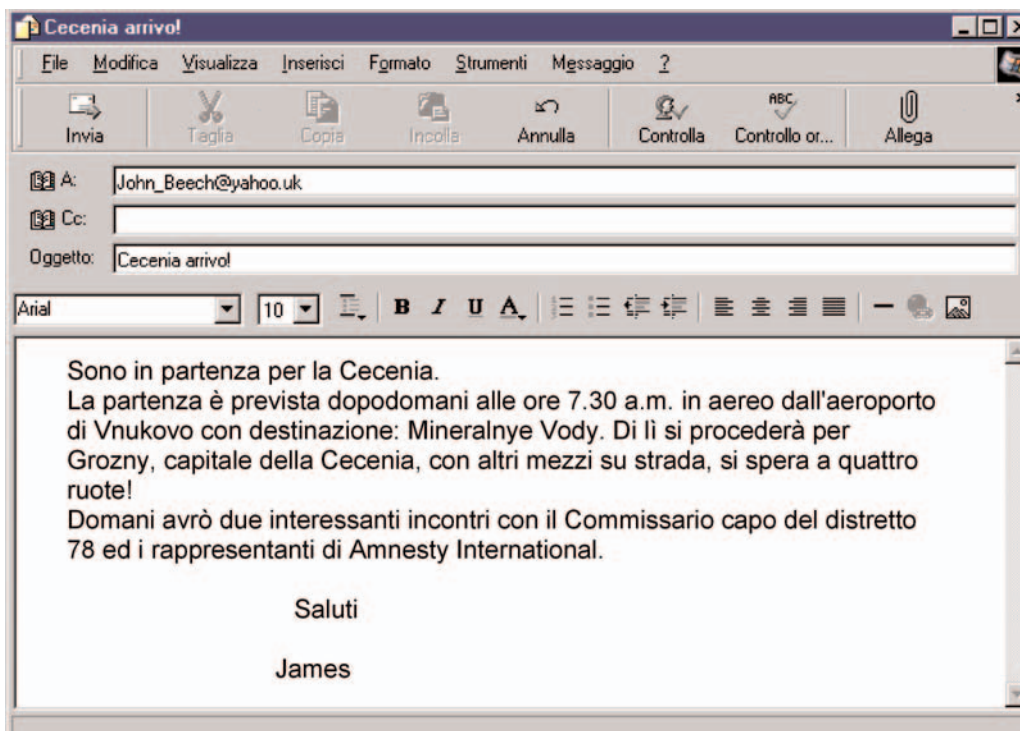 Cecenia arrivo!
File Modifica Visualizza Inserisci Formato Strumenti Messaggio ?
Invia Taglia Copia Incolla Annulla Controlla Controllo or... Allega
A: John_Beech@yahoo.uk
Cc:
Oggetto: Cecenia arrivo!
Arial 10 B I U A
Sono in partenza per la Cecenia.
La partenza è prevista dopodomani alle ore 7.30 a.m. in aereo dall'aeroporto
di Vnukovo con destinazione: Mineralnye Vody. Di lì si procederà per
Grozny, capitale della Cecenia, con altri mezzi su strada, si spera a quattro
ruote!
Domani avrò due interessanti incontri con il Commissario capo del distretto
78 ed i rappresentanti di Amnesty International.
Saluti
James